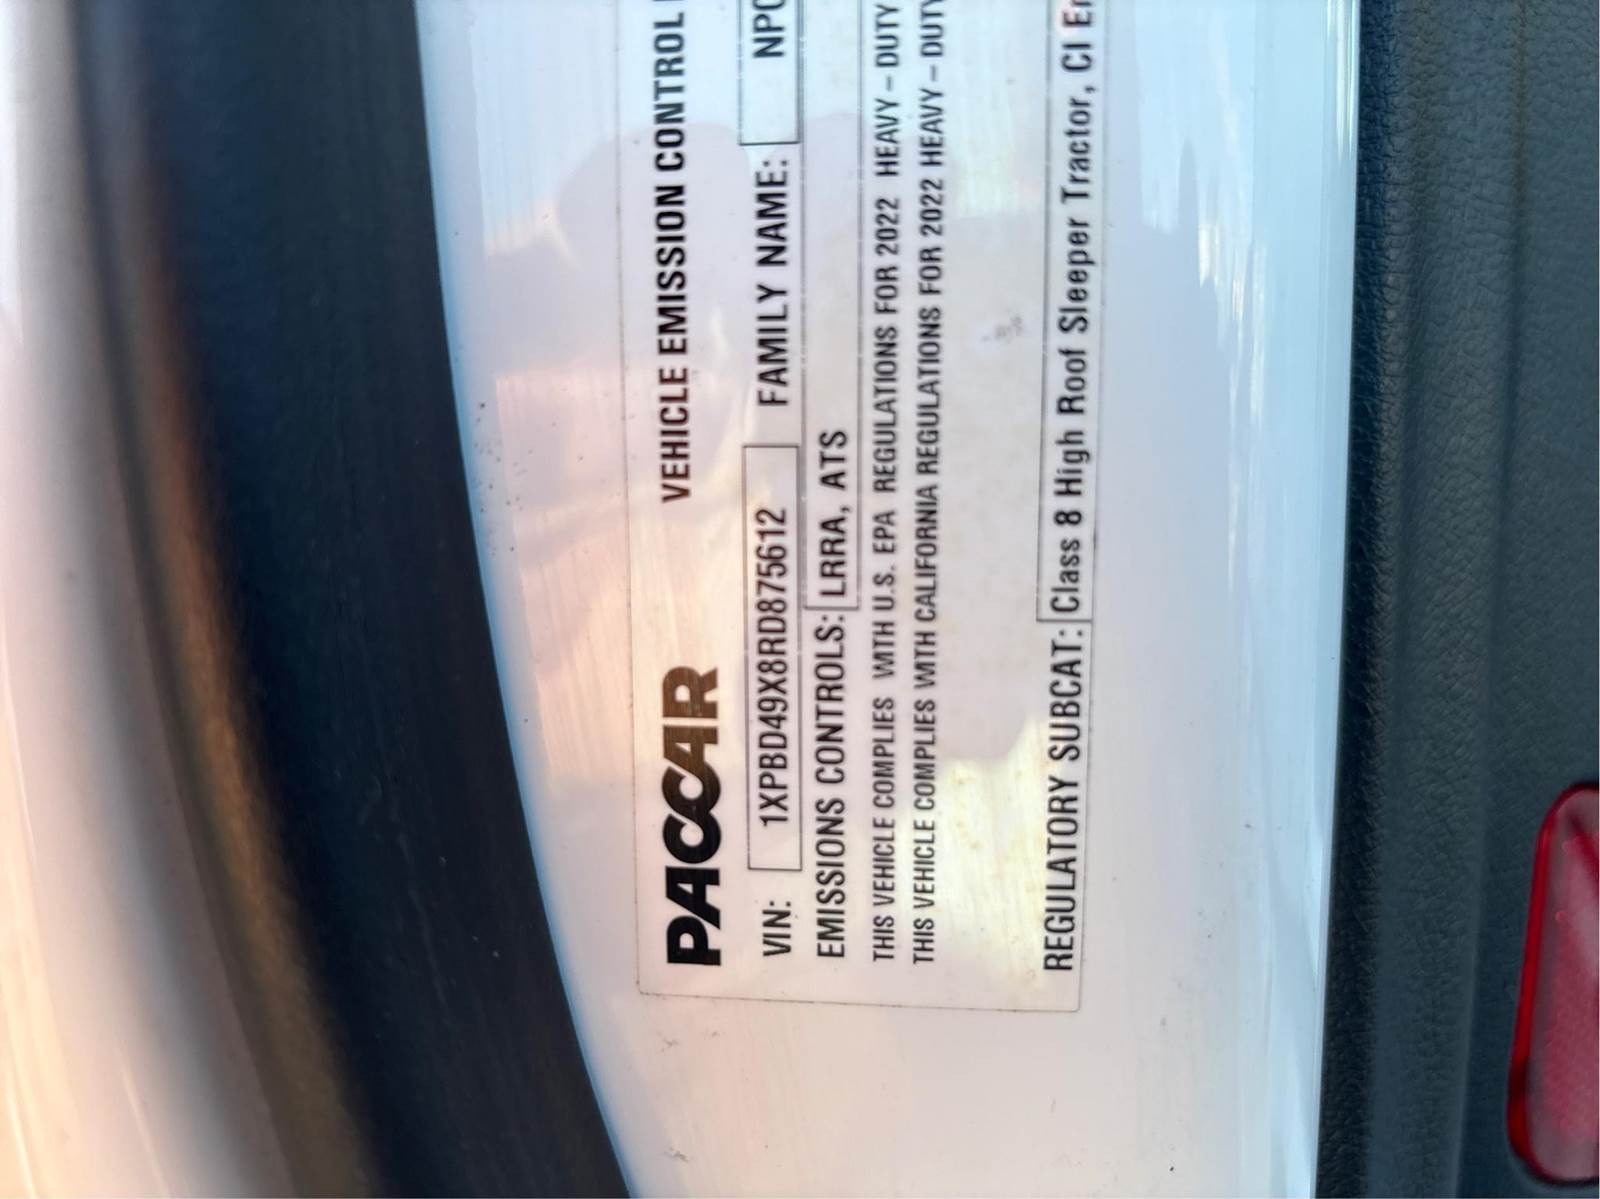 PACCAR VEHICLE EMISSION CONTROL
VIN: 1XPBD49X8RD875612 FAMILY NAME: NPC
EMISSIONS CONTROLS: LRRA, ATS
THIS VEHICLE COMPLIES WITH U.S. EPA REGULATIONS FOR 2022 HEAVY-DUTY
THIS VEHICLE COMPLIES WITH CALIFORNIA REGULATIONS FOR 2022 HEAVY-DUTY
REGULATORY SUBCAT: Class 8 High Roof Sleeper Tractor, CI